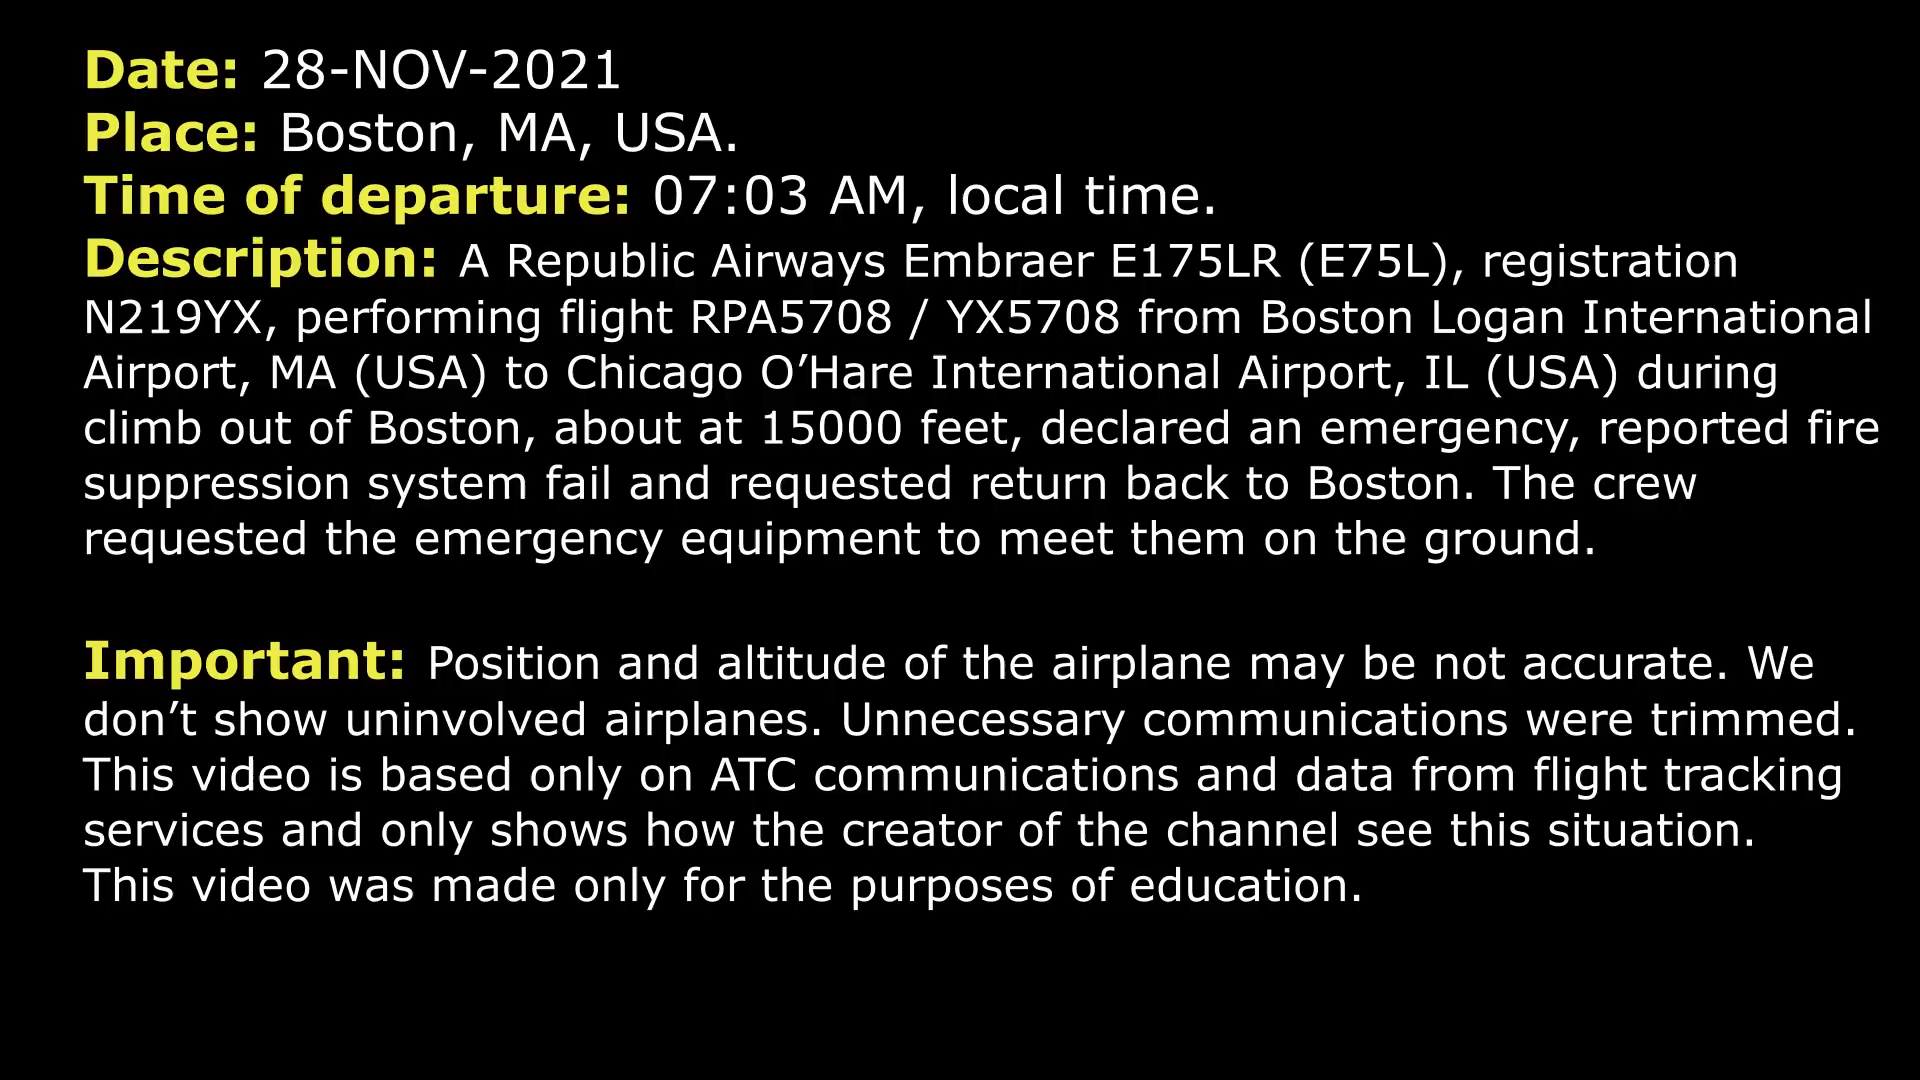 Date: 28-NOV-2021
Place: Boston, MA, USA.
Time of departure: 07:03 AM, local time.
Description: A Republic Airways Embraer E175LR (E75L), registration
N219YX, performing flight RPA5708 / YX5708 from Boston Logan International
Airport, MA (USA) to Chicago O’Hare International Airport, IL (USA) during
climb out of Boston, about at 15000 feet, declared an emergency, reported fire
suppression system fail and requested return back to Boston. The crew
requested the emergency equipment to meet them on the ground.
Important: Position and altitude of the airplane may be not accurate. We
don’t show uninvolved airplanes. Unnecessary communications were trimmed.
This video is based only on ATC communications and data from flight tracking
services and only shows how the creator of the channel see this situation.
This video was made only for the purposes of education.